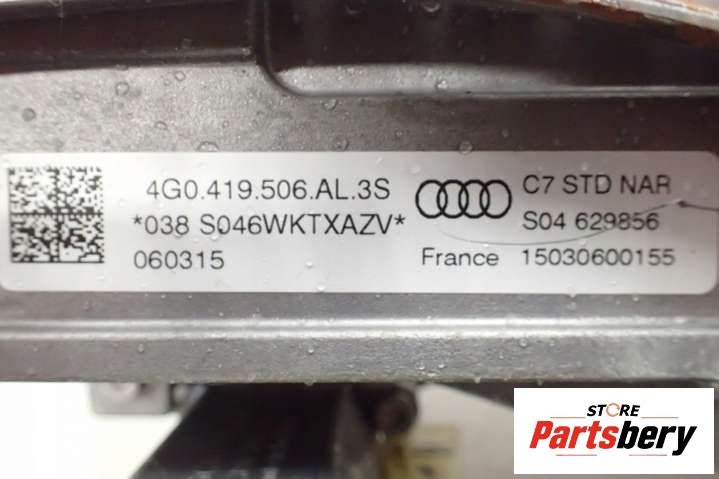 4G0.419.506.AL.3S
*038 S046WKTXAZV*
060315
C7 STD NAR
S04 629856
France 15030600155
STORE
Partsbery